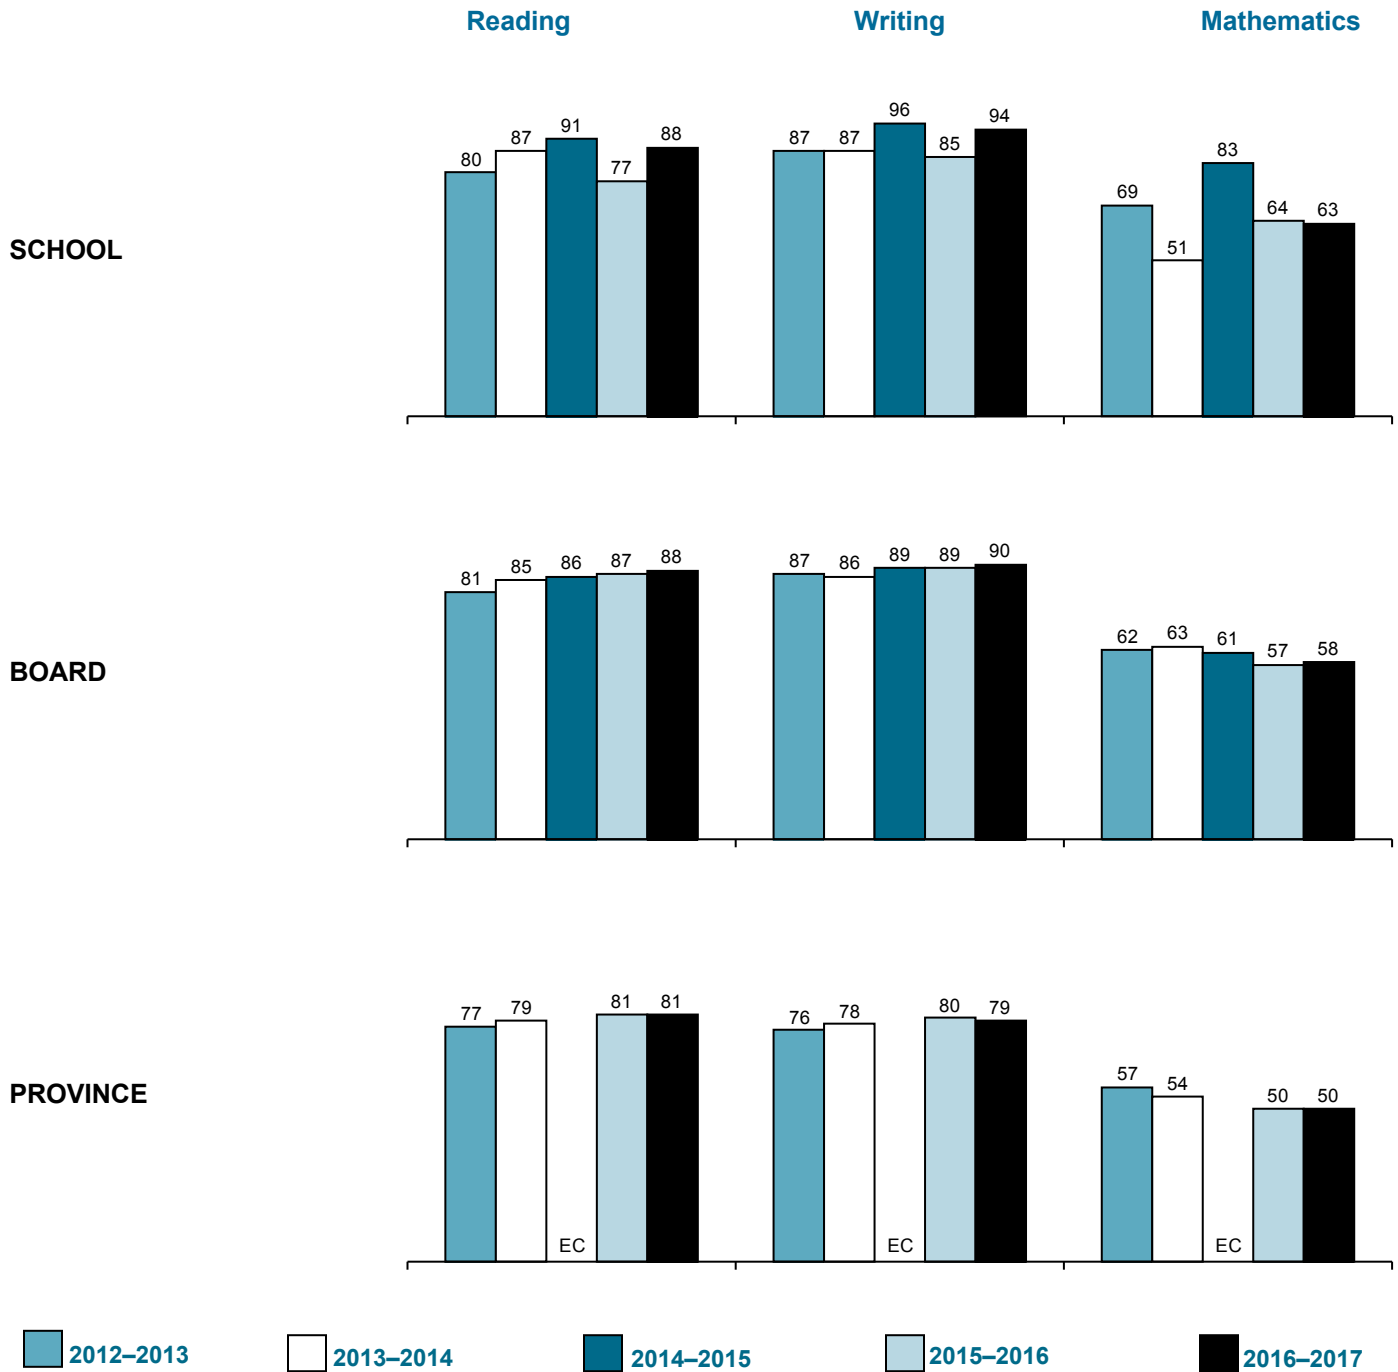 Reading Writing Mathematics
80 87 91 77 88 87 87 96 85 94 69 51 83 64 63
SCHOOL
81 85 86 87 88 87 86 89 89 90 62 63 61 57 58
BOARD
77 79 EC 81 81 76 78 EC 80 79 57 54 EC 50 50
PROVINCE
2012–2013 2013–2014 2014–2015 2015–2016 2016–2017